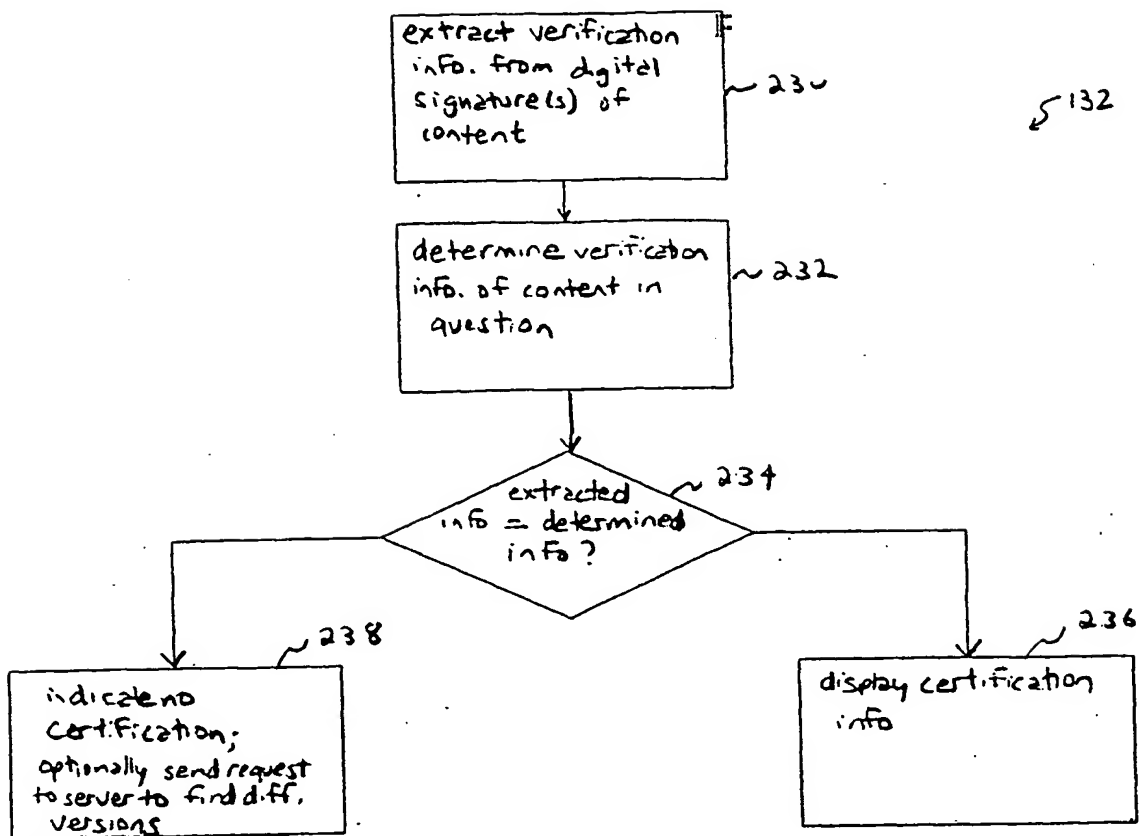 extract verification
info. from digital
signature(s) of
content
230
132
determine verification
info. of content in
question
232
234
extracted
info = determined
info?
238
indicate no
certification;
optionally send request
to server to find diff.
versions
236
display certification
info